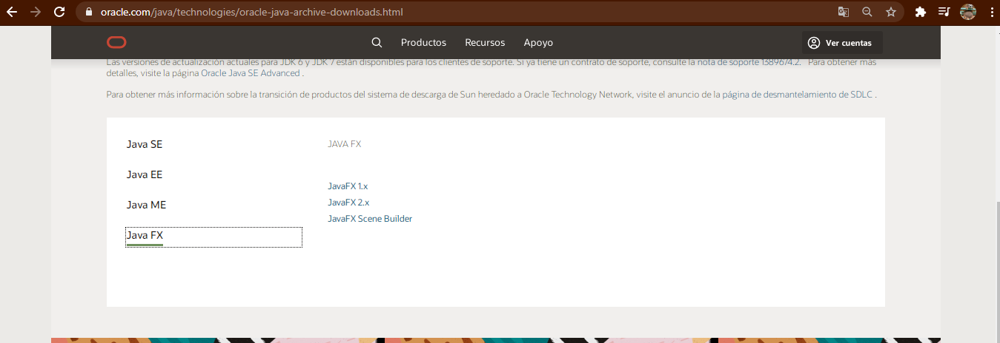 oracle.com/java/technologies/oracle-java-archive-downloads.html
Productos
Recursos
Apoyo
Ver cuentas
Las versiones de actualización actuales para JDK 6 y JDK 7 están disponibles para los clientes de soporte. Si ya tiene un contrato de soporte, consulte la nota de soporte 1389674.2. Para obtener más
detalles, visite la página Oracle Java SE Advanced .
Para obtener más información sobre la transición de productos del sistema de descarga de Sun heredado a Oracle Technology Network, visite el anuncio de la página de desmantelamiento de SDLC .
Java SE
Java EE
Java ME
Java FX
JAVA FX
JavaFX 1.x
JavaFX 2.x
JavaFX Scene Builder